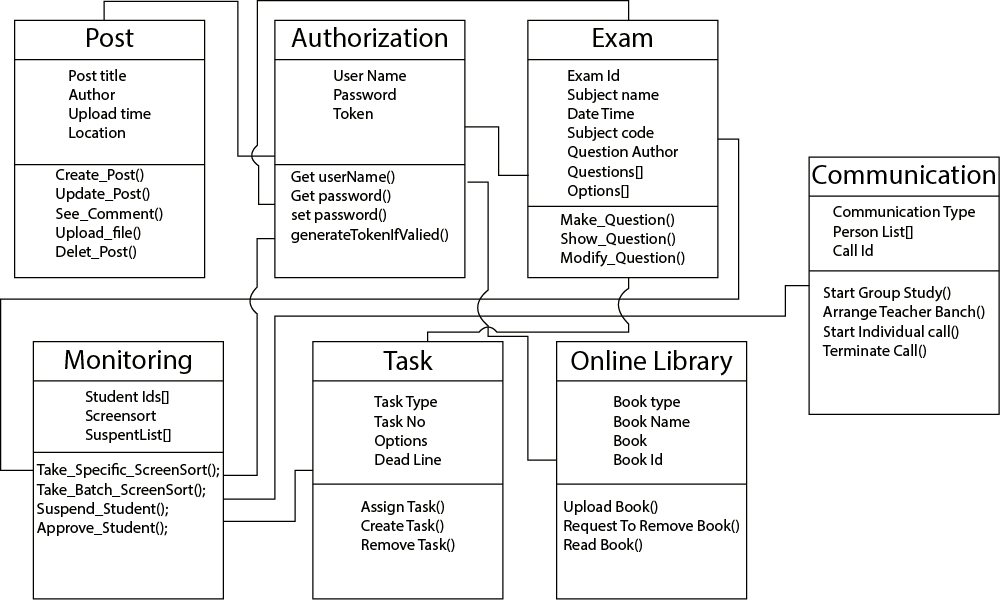 Post
Post title
Author
Upload time
Location
Create_Post()
Update_Post()
See_Comment()
Upload_file()
Delet_Post()
Authorization
User Name
Password
Token
Get userName()
Get password()
set password()
generateTokenIfValied()
Exam
Exam Id
Subject name
Date Time
Subject code
Question Author
Questions[]
Options[]
Make_Question()
Show_Question()
Modify_Question()
Communication
Communication Type
Person List[]
Call Id
Start Group Study()
Arrange Teacher Banch()
Start Individual call()
Terminate Call()
Monitoring
Student Ids[]
Screensort
SuspentList[]
Take_Specific_ScreenSort();
Take_Batch_ScreenSort();
Suspend_Student();
Approve_Student();
Task
Task Type
Task No
Options
Dead Line
Assign Task()
Create Task()
Remove Task()
Online Library
Book type
Book Name
Book
Book Id
Upload Book()
Request To Remove Book()
Read Book()